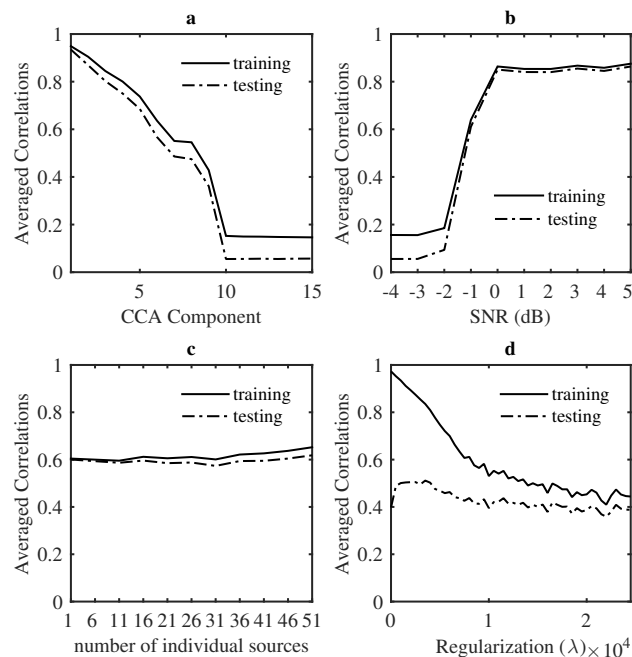 a
Averaged Correlations
1
0.8
0.6
0.4
0.2
0
training
testing
5 10 15
CCA Component
b
Averaged Correlations
1
0.8
0.6
0.4
0.2
0
training
testing
-4 -3 -2 -1 0 1 2 3 4 5
SNR (dB)
c
Averaged Correlations
1
0.8
0.6
0.4
0.2
0
training
testing
1 6 11 16 21 26 31 36 41 46 51
number of individual sources
d
Averaged Correlations
1
0.8
0.6
0.4
0.2
0
training
testing
0 1 2
Regularization (λ)×10⁴